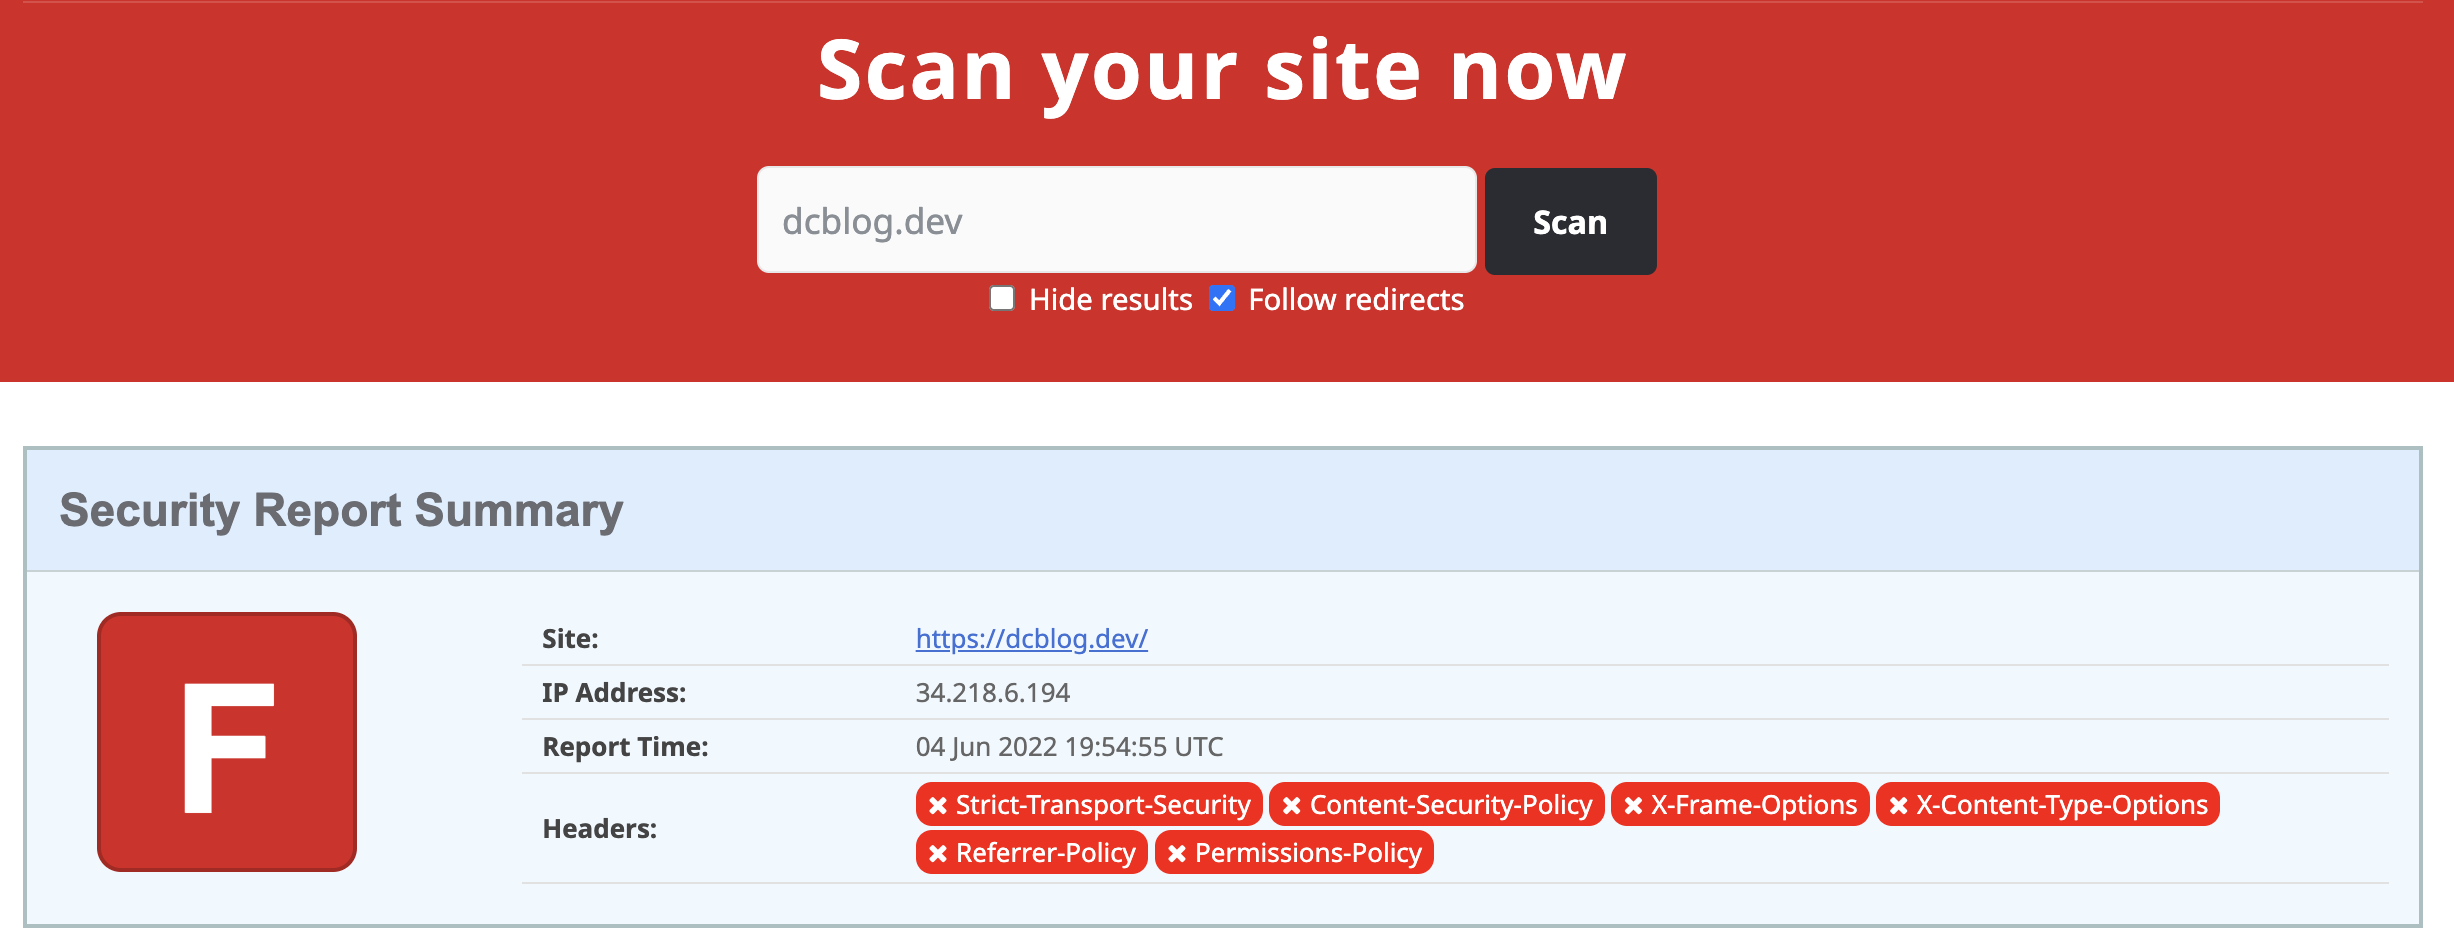 Scan your site now
dcblog.dev
Scan
Hide results Follow redirects
Security Report Summary
F
Site: https://dcblog.dev/
IP Address: 34.218.6.194
Report Time: 04 Jun 2022 19:54:55 UTC
Headers: Strict-Transport-Security Content-Security-Policy X-Frame-Options X-Content-Type-Options
Referrer-Policy Permissions-Policy